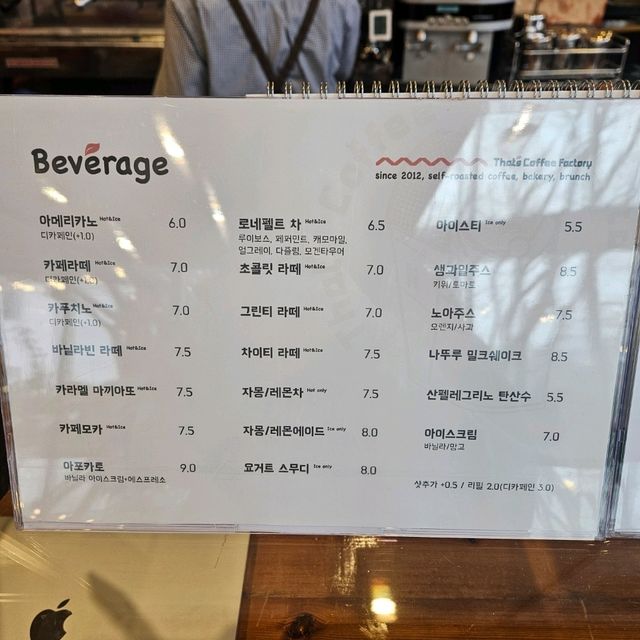 Beverage
Thats Coffee Factory
since 2012, self-roasted coffee, bakery, brunch
아메리카노 Hot&Ice 6.0
디카페인(+1.0)
카페라떼 Hot&Ice 7.0
디카페인(+1.0)
카푸치노 Hot&Ice 7.0
디카페인(+1.0)
바닐라빈 라떼 Hot&Ice 7.5
카라멜 마끼아또 Hot&Ice 7.5
카페모카 Hot&Ice 7.5
아포카토 9.0
바닐라 아이스크림+에스프레소
로네펠트 차 Hot&Ice 6.5
루이보스, 페퍼민트, 캐모마일,
얼그레이, 다즐링, 모겐타우어
초콜릿 라떼 Hot&Ice 7.0
그린티 라떼 Hot&Ice 7.0
차이티 라떼 Hot&Ice 7.5
자몽/레몬차 Hot only 7.5
자몽/레몬에이드 Ice only 8.0
요거트 스무디 Ice only 8.0
아이스티 Ice only 5.5
생과일주스 8.5
키위/토마토
노아주스 7.5
오렌지/사과
나뚜루 밀크쉐이크 8.5
산펠레그리노 탄산수 5.5
아이스크림 7.0
바닐라/망고
샷추가 +0.5 / 리필 2.0(디카페인 3.0)